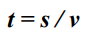 t = s / v